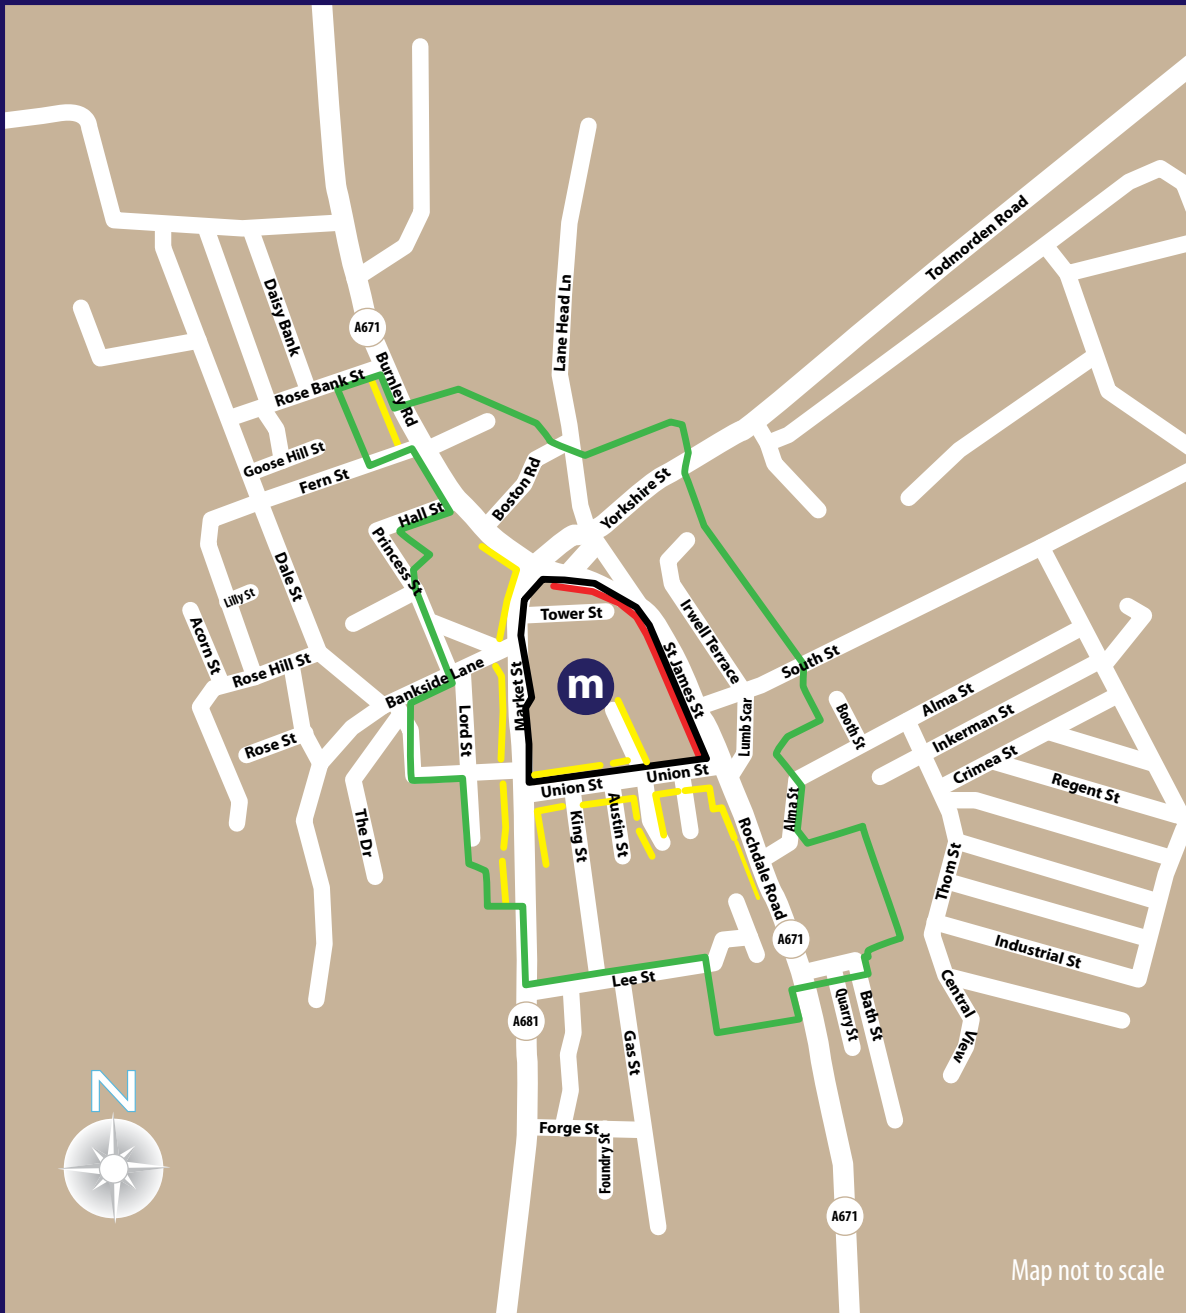 Todmorden Road
Lane Head Ln
Daisy Bank
A671
Burnley Rd
Rose Bank St
Goose Hill St
Fern St
Boston Rd
Yorkshire St
Hall St
Princess St
Dale St
Lilly St
Acorn St
Tower St
Irwell Terrace
Rose Hill St
Bankside Lane
St James St
South St
m
Market St
Lord St
Lumb Scar
Booth St
Alma St
Inkerman St
Crimea St
Rose St
Union St
Union St
Regent St
The Dr
King St
Austin St
Alma St
Rochdale Road
Thom St
A671
Industrial St
Lee St
Central
View
Quarry St
Bath St
A681
Gas St
N
Forge St
Foundry St
A671
Map not to scale